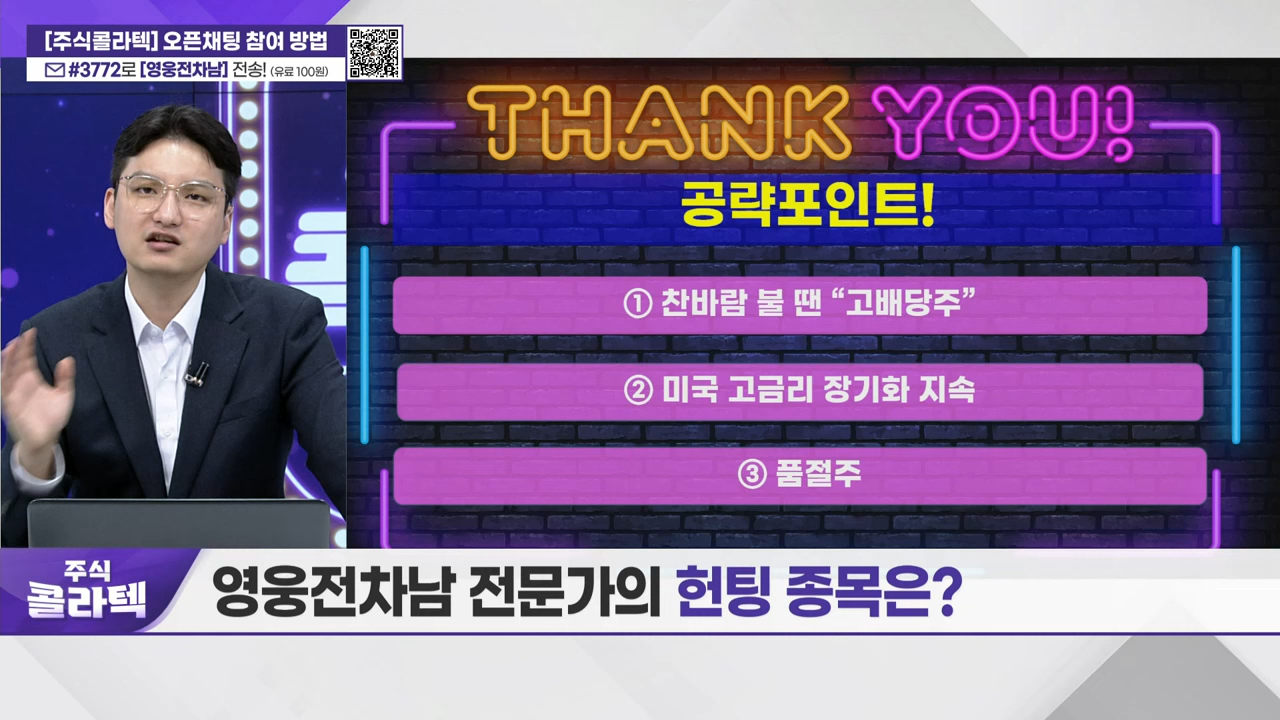 [주식콜라텍] 오픈채팅 참여 방법
#3772로 [영웅전차남] 전송! (유료 100원)
THANK YOU!
공략포인트!
① 찬바람 불 땐 “고배당주”
② 미국 고금리 장기화 지속
③ 품절주
주식
콜라텍
영웅전차남 전문가의 헌팅 종목은?